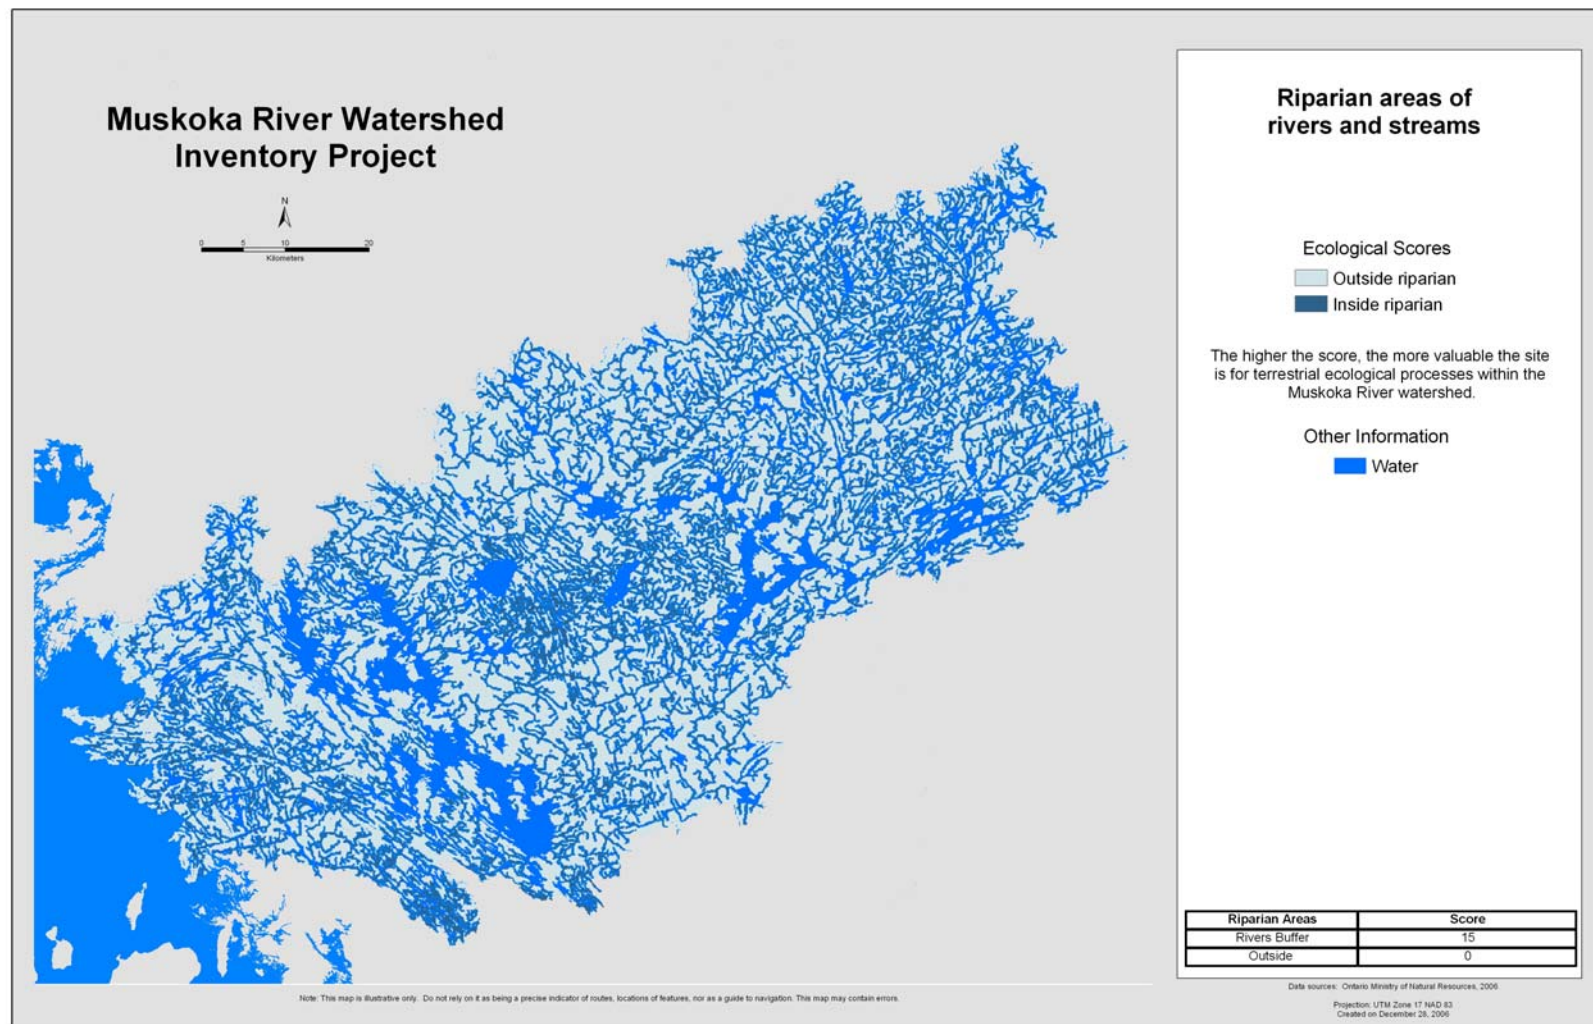 Muskoka River Watershed
Inventory Project
N
0 5 10 20
Kilometers
Riparian areas of
rivers and streams
Ecological Scores
Outside riparian
Inside riparian
The higher the score, the more valuable the site
is for terrestrial ecological processes within the
Muskoka River watershed.
Other Information
Water
Riparian Areas Score
Rivers Buffer 15
Outside 0
Note: This map is illustrative only. Do not rely on it as being a precise indicator of routes, locations of features, nor as a guide to navigation. This map may contain errors.
Data sources: Ontario Ministry of Natural Resources, 2006
Projection: UTM Zone 17 NAD 83
Created on December 28, 2006